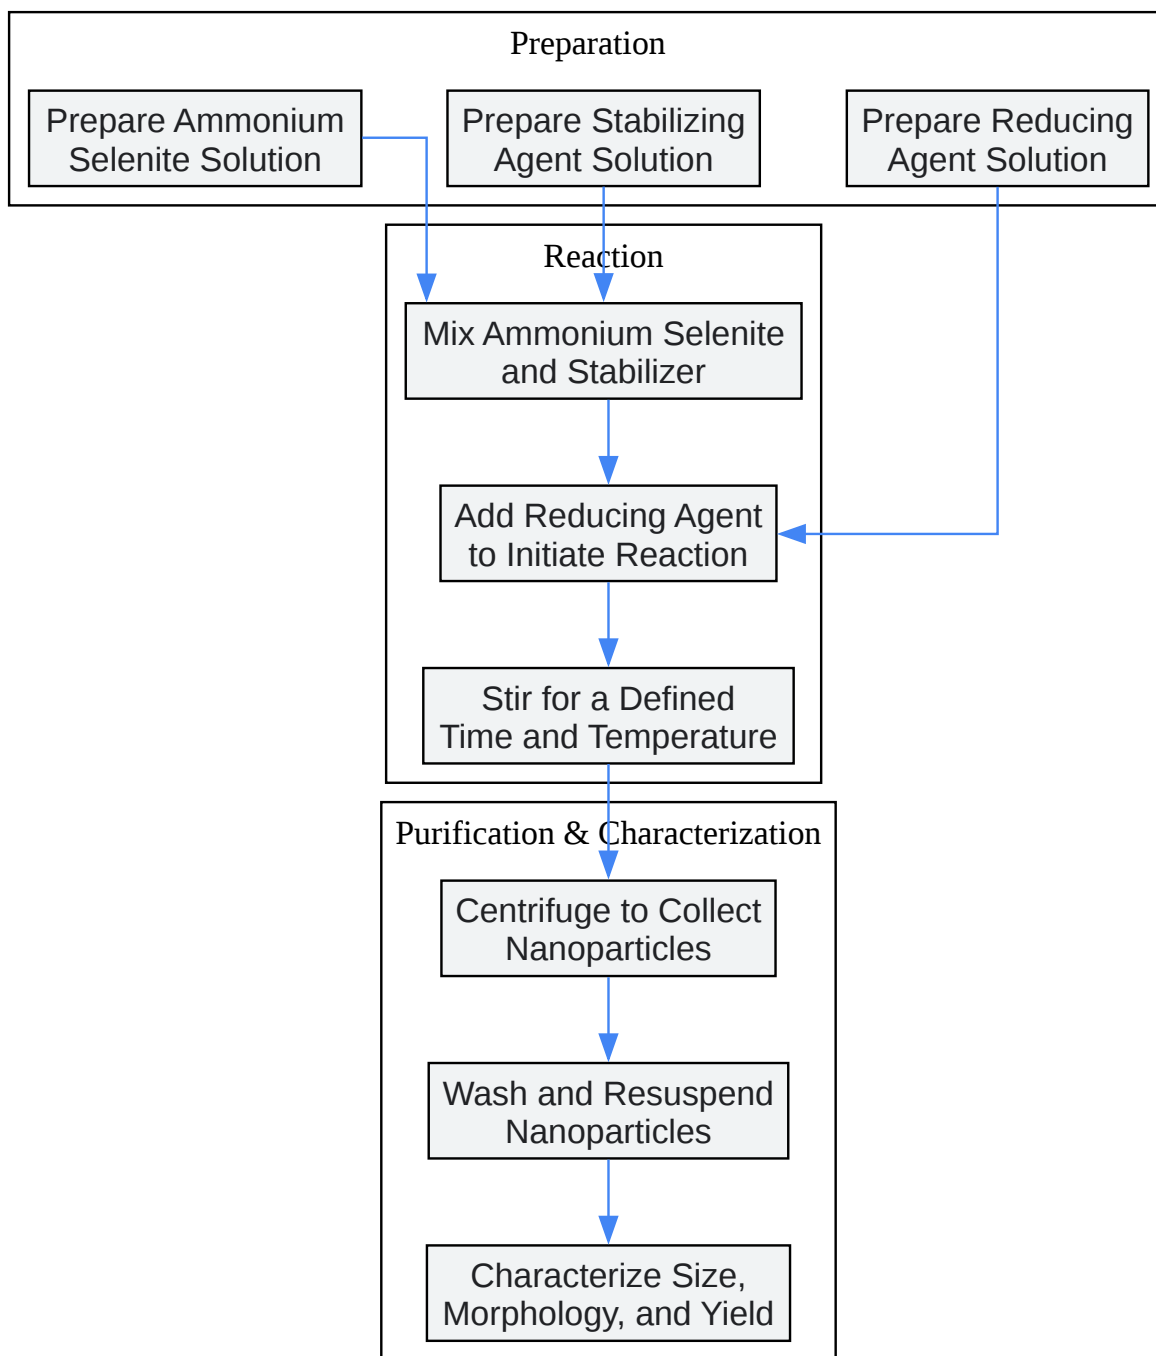 Preparation
Prepare Ammonium
Selenite Solution
Prepare Stabilizing
Agent Solution
Prepare Reducing
Agent Solution
Reaction
Mix Ammonium Selenite
and Stabilizer
Add Reducing Agent
to Initiate Reaction
Stir for a Defined
Time and Temperature
Purification & Characterization
Centrifuge to Collect
Nanoparticles
Wash and Resuspend
Nanoparticles
Characterize Size,
Morphology, and Yield